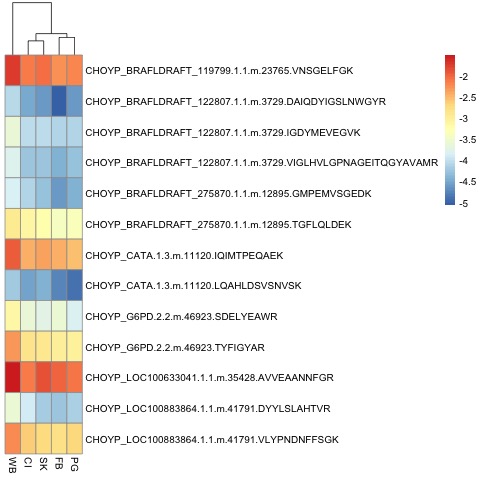 CHOYP_BRAFLDRAFT_119799.1.1.m.23765.VNSGELFGK
CHOYP_BRAFLDRAFT_122807.1.1.m.3729.DAIQDYIGSLNWGYR
CHOYP_BRAFLDRAFT_122807.1.1.m.3729.IGDYMEVEGVK
CHOYP_BRAFLDRAFT_122807.1.1.m.3729.VIGLHVLGPNAGEITQGYAVAMR
CHOYP_BRAFLDRAFT_275870.1.1.m.12895.GMPEMVSGEDK
CHOYP_BRAFLDRAFT_275870.1.1.m.12895.TGFLQLDEK
CHOYP_CATA.1.3.m.11120.IQIMTPEQAEK
CHOYP_CATA.1.3.m.11120.LQAHLDSVSNVSK
CHOYP_G6PD.2.2.m.46923.SDELYEAWR
CHOYP_G6PD.2.2.m.46923.TYFIGYAR
CHOYP_LOC100633041.1.1.m.35428.AVVEAANNFGR
CHOYP_LOC100883864.1.1.m.41791.DYYLSLAHTVR
CHOYP_LOC100883864.1.1.m.41791.VLYPNDNFFSGK
WB CI SK FB PG
-2
-2.5
-3
-3.5
-4
-4.5
-5